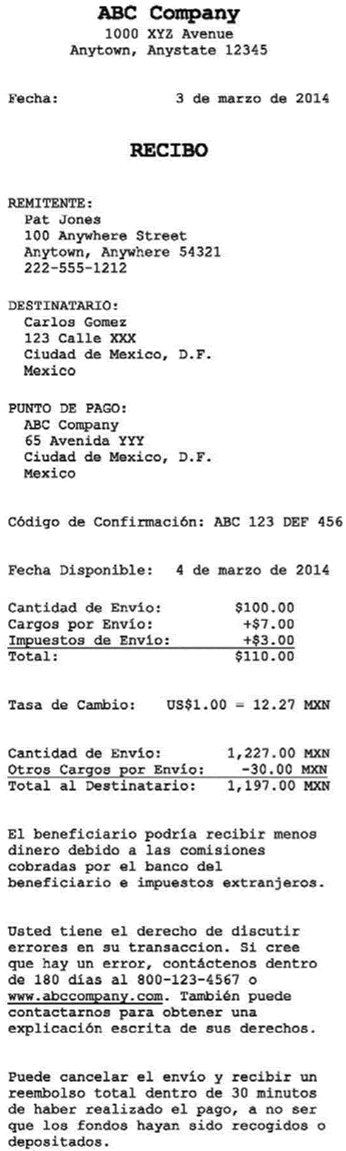 ABC Company
1000 XYZ Avenue
Anytown, Anystate 12345
Fecha: 3 de marzo de 2014
RECIBO
REMITENTE:
Pat Jones
100 Anywhere Street
Anytown, Anywhere 54321
222-555-1212
DESTINATARIO:
Carlos Gomez
123 Calle XXX
Ciudad de Mexico, D.F.
Mexico
PUNTO DE PAGO:
ABC Company
65 Avenida YYY
Ciudad de Mexico, D.F.
Mexico
Código de Confirmación: ABC 123 DEF 456
Fecha Disponible: 4 de marzo de 2014
Cantidad de Envío: $100.00
Cargos por Envío: +$7.00
Impuestos de Envío: +$3.00
Total: $110.00
Tasa de Cambio: US$1.00 = 12.27 MXN
Cantidad de Envío: 1,227.00 MXN
Otros Cargos por Envío: -30.00 MXN
Total al Destinatario: 1,197.00 MXN
El beneficiario podría recibir menos
dinero debido a las comisiones
cobradas por el banco del
beneficiario e impuestos extranjeros.
Usted tiene el derecho de discutir
errores en su transaccion. Si cree
que hay un error, contáctenos dentro
de 180 días al 800-123-4567 o
www.abccompany.com. También puede
contactarnos para obtener una
explicación escrita de sus derechos.
Puede cancelar el envío y recibir un
reembolso total dentro de 30 minutos
de haber realizado el pago, a no ser
que los fondos hayan sido recogidos o
depositados.